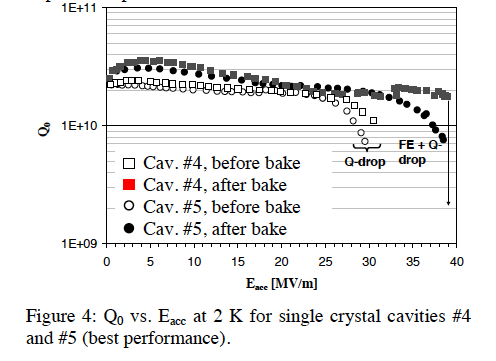 1E+11
1E+10
1E+09
Q0
FE + Q-
Q-drop drop
Cav. #4, before bake
Cav. #4, after bake
Cav. #5, before bake
Cav. #5, after bake
0 5 10 15 20 25 30 35 40
Eacc [MV/m]
Figure 4: Q0 vs. Eacc at 2 K for single crystal cavities #4
and #5 (best performance).